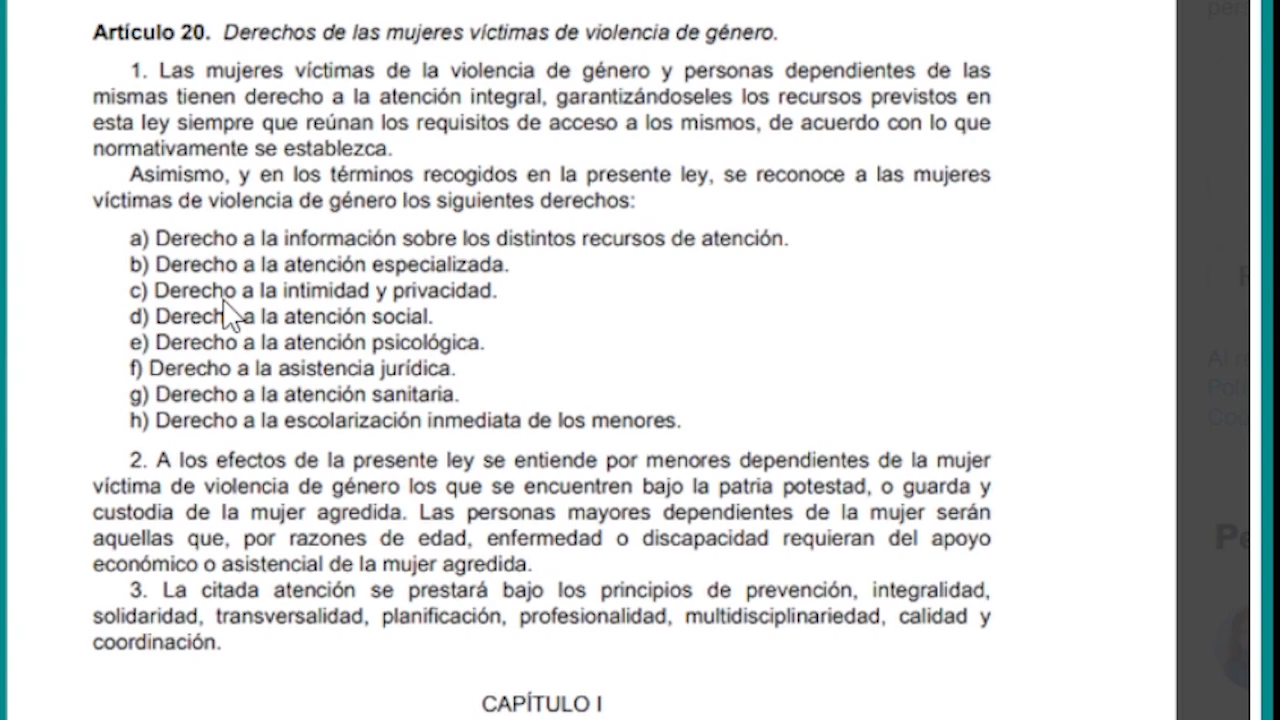 Artículo 20. Derechos de las mujeres víctimas de violencia de género.
1. Las mujeres víctimas de la violencia de género y personas dependientes de las
mismas tienen derecho a la atención integral, garantizándoseles los recursos previstos en
esta ley siempre que reúnan los requisitos de acceso a los mismos, de acuerdo con lo que
normativamente se establezca.
Asimismo, y en los términos recogidos en la presente ley, se reconoce a las mujeres
víctimas de violencia de género los siguientes derechos:
a) Derecho a la información sobre los distintos recursos de atención.
b) Derecho a la atención especializada.
c) Derecho a la intimidad y privacidad.
d) Derecho a la atención social.
e) Derecho a la atención psicológica.
f) Derecho a la asistencia jurídica.
g) Derecho a la atención sanitaria.
h) Derecho a la escolarización inmediata de los menores.
2. A los efectos de la presente ley se entiende por menores dependientes de la mujer
víctima de violencia de género los que se encuentren bajo la patria potestad, o guarda y
custodia de la mujer agredida. Las personas mayores dependientes de la mujer serán
aquellas que, por razones de edad, enfermedad o discapacidad requieran del apoyo
económico o asistencial de la mujer agredida.
3. La citada atención se prestará bajo los principios de prevención, integralidad,
solidaridad, transversalidad, planificación, profesionalidad, multidisciplinariedad, calidad y
coordinación.
CAPÍTULO I